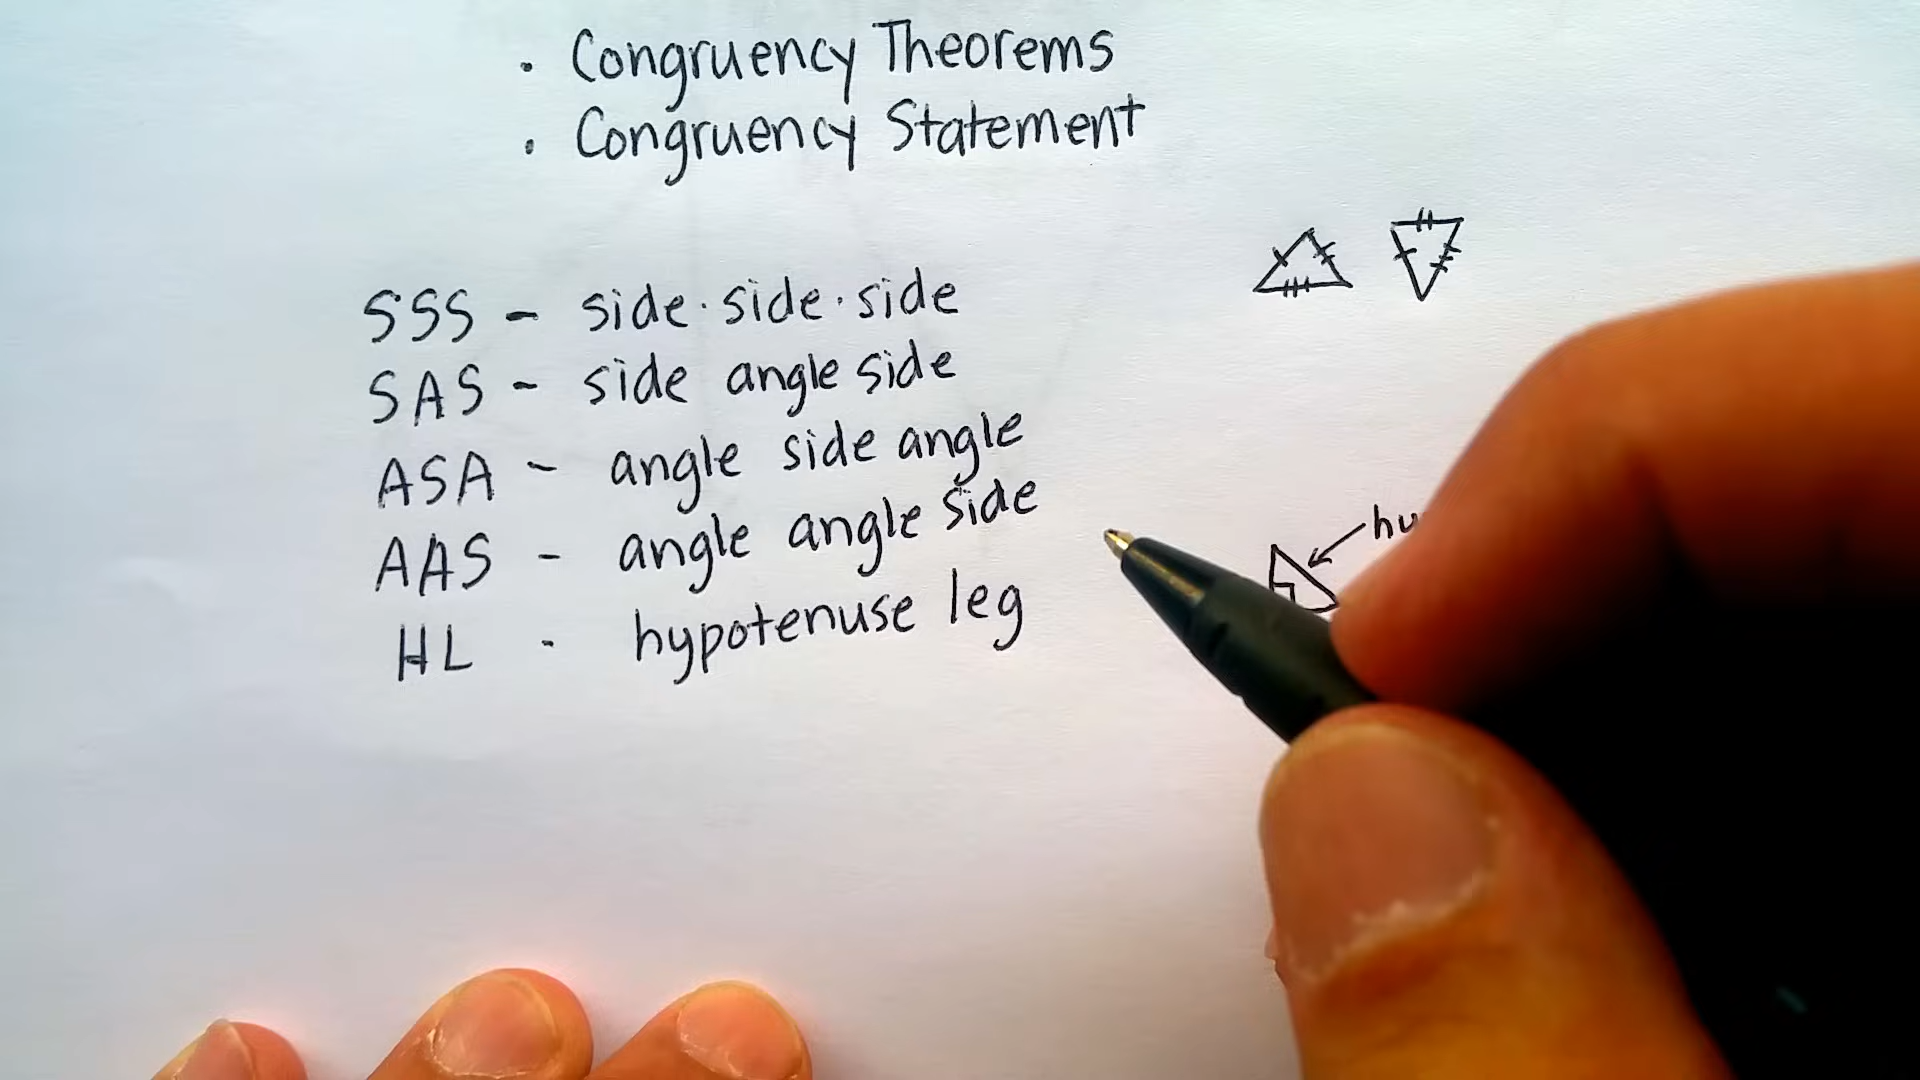 · Congruency Theorems
· Congruency Statement
SSS - side·side·side
SAS - side angle side
ASA - angle side angle
AAS - angle angle side
HL - hypotenuse leg